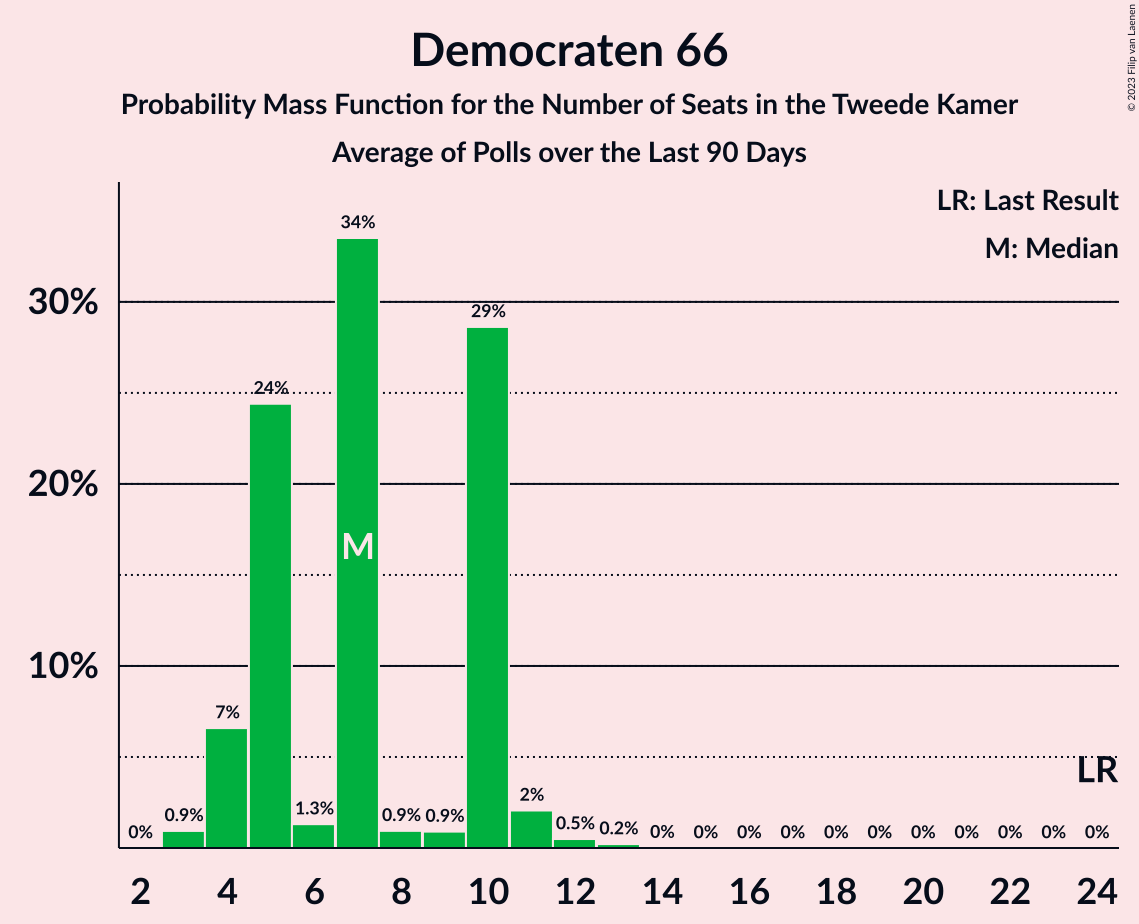 Democraten 66
Probability Mass Function for the Number of Seats in the Tweede Kamer
Average of Polls over the Last 90 Days
© 2023 Filip van Laenen
LR: Last Result
M: Median
30%
20%
10%
0%
0.9%
7%
24%
1.3%
34%
0.9%
0.9%
29%
2%
0.5%
0.2%
0%
0%
0%
0%
0%
0%
0%
0%
0%
0%
0%
M
LR
2 4 6 8 10 12 14 16 18 20 22 24